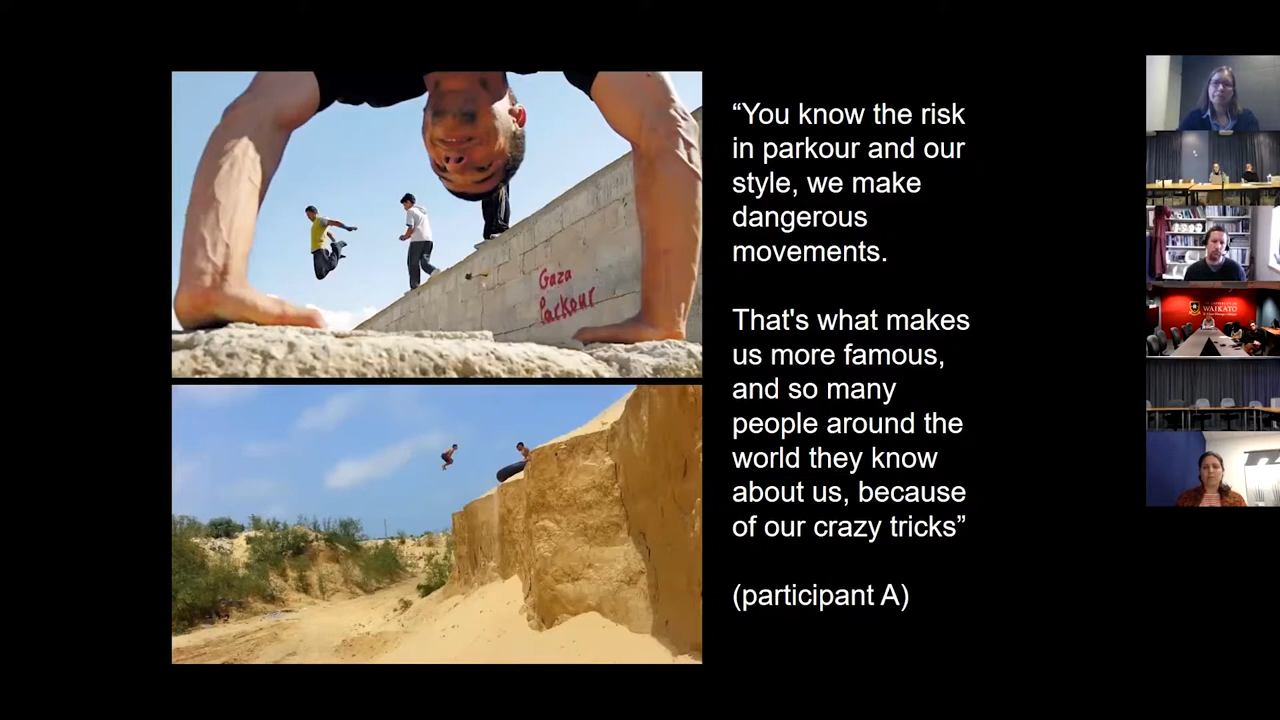 Gaza
Parkour
“You know the risk
in parkour and our
style, we make
dangerous
movements.
That's what makes
us more famous,
and so many
people around the
world they know
about us, because
of our crazy tricks”
(participant A)
WAIKATO